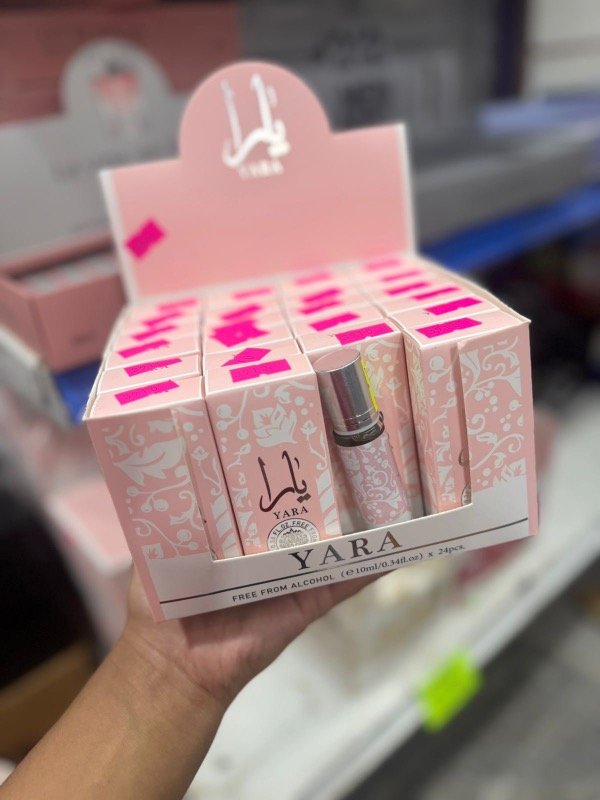 يارا
YARA
يارا
YARA
YARA
FREE FROM ALCOHOL (℮10ml/0.34fl.oz) x 24pcs.